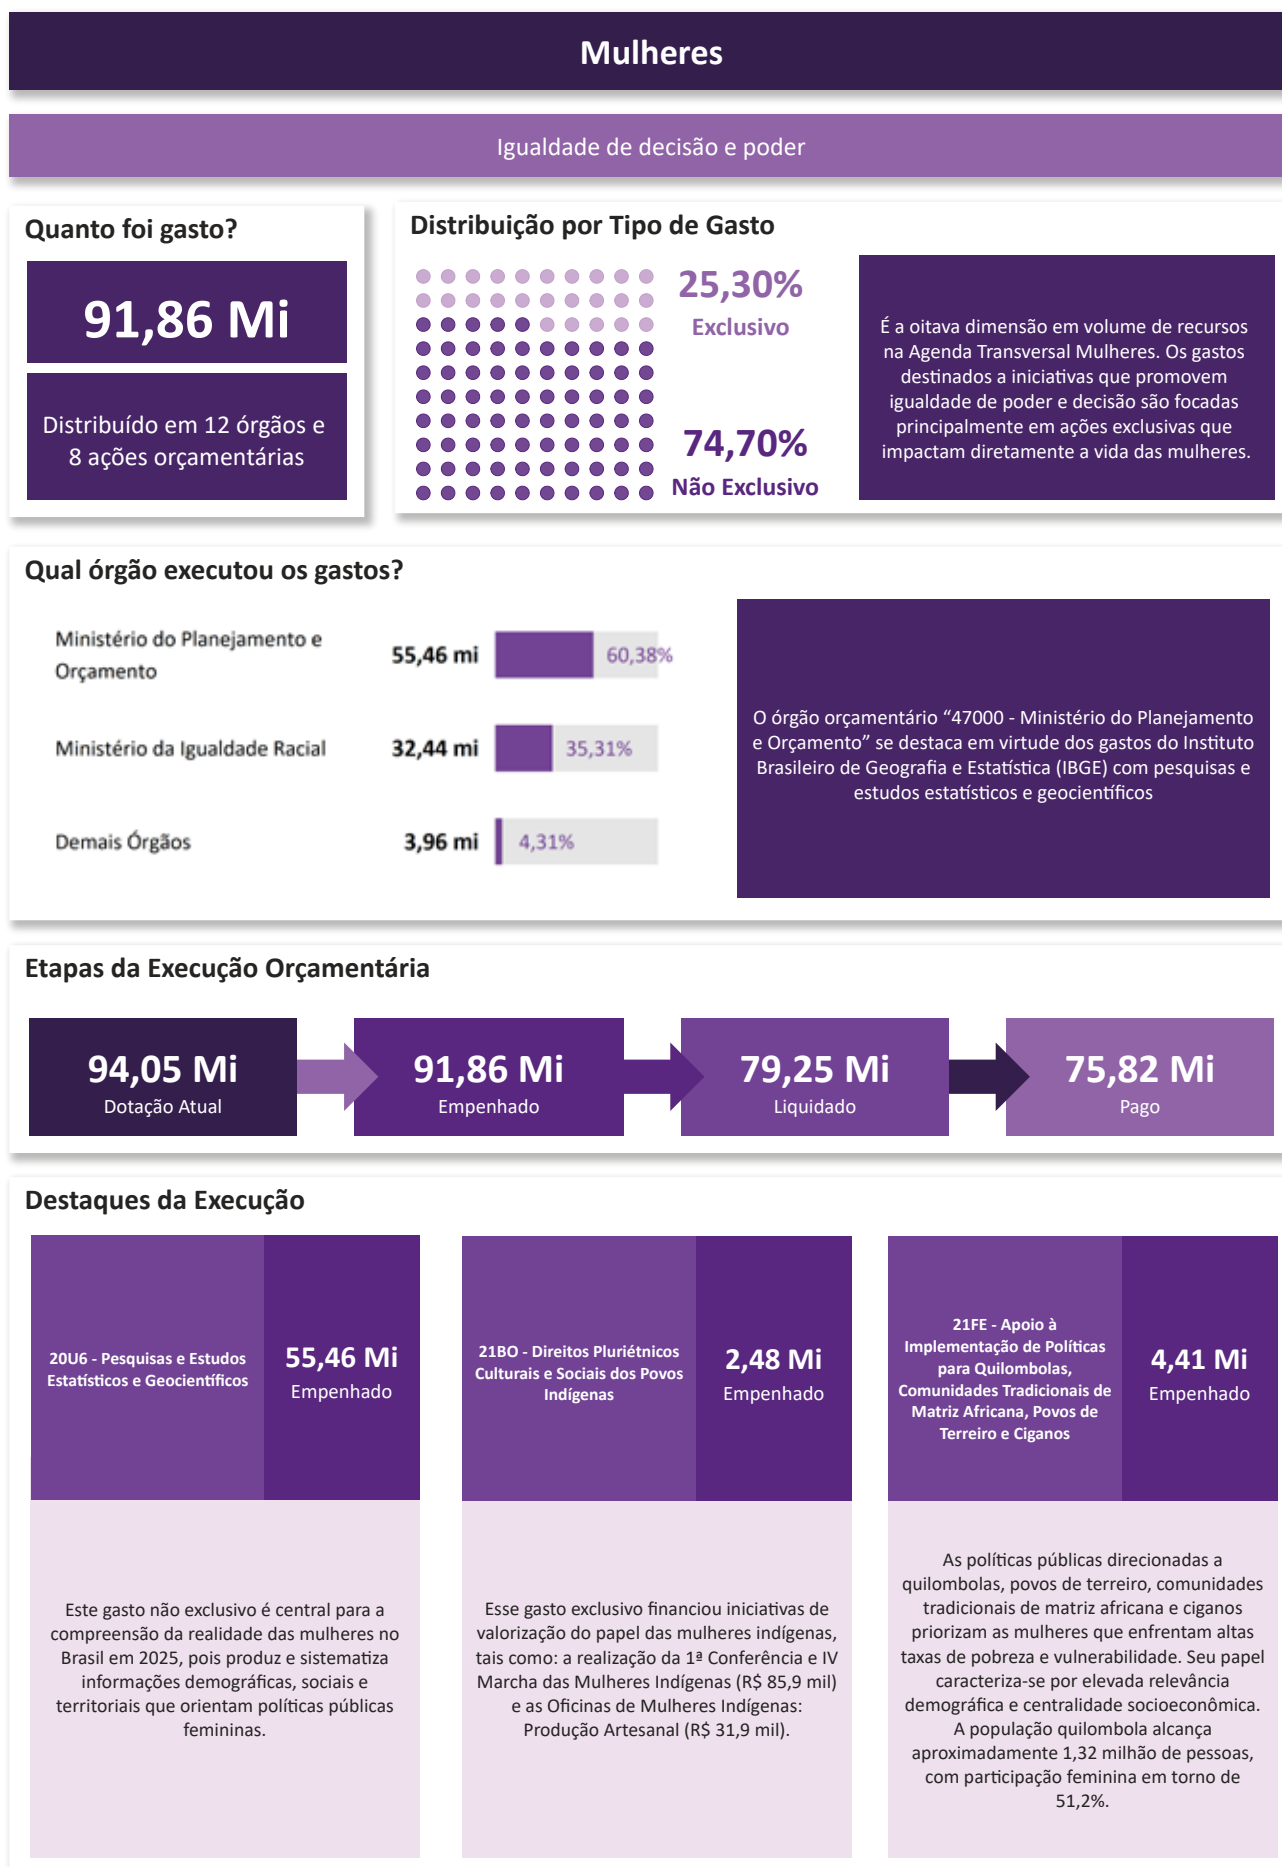 Mulheres
Igualdade de decisão e poder
Quanto foi gasto?
91,86 Mi
Distribuído em 12 órgãos e
8 ações orçamentárias
Distribuição por Tipo de Gasto
25,30%
Exclusivo
74,70%
Não Exclusivo
É a oitava dimensão em volume de recursos
na Agenda Transversal Mulheres. Os gastos
destinados a iniciativas que promovem
igualdade de poder e decisão são focadas
principalmente em ações exclusivas que
impactam diretamente a vida das mulheres.
Qual órgão executou os gastos?
Ministério do Planejamento e
Orçamento
55,46 mi
60,38%
Ministério da Igualdade Racial
32,44 mi
35,31%
Demais Órgãos
3,96 mi
4,31%
O órgão orçamentário “47000 - Ministério do Planejamento
e Orçamento” se destaca em virtude dos gastos do Instituto
Brasileiro de Geografia e Estatística (IBGE) com pesquisas e
estudos estatísticos e geocientíficos
Etapas da Execução Orçamentária
94,05 Mi
Dotação Atual
91,86 Mi
Empenhado
79,25 Mi
Liquidado
75,82 Mi
Pago
Destaques da Execução
20U6 - Pesquisas e Estudos
Estatísticos e Geocientíficos
55,46 Mi
Empenhado
Este gasto não exclusivo é central para a
compreensão da realidade das mulheres no
Brasil em 2025, pois produz e sistematiza
informações demográficas, sociais e
territoriais que orientam políticas públicas
femininas.
21BO - Direitos Pluriétnicos
Culturais e Sociais dos Povos
Indígenas
2,48 Mi
Empenhado
Esse gasto exclusivo financiou iniciativas de
valorização do papel das mulheres indígenas,
tais como: a realização da 1ª Conferência e IV
Marcha das Mulheres Indígenas (R$ 85,9 mil)
e as Oficinas de Mulheres Indígenas:
Produção Artesanal (R$ 31,9 mil).
21FE - Apoio à
Implementação de Políticas
para Quilombolas,
Comunidades Tradicionais de
Matriz Africana, Povos de
Terreiro e Ciganos
4,41 Mi
Empenhado
As políticas públicas direcionadas a
quilombolas, povos de terreiro, comunidades
tradicionais de matriz africana e ciganos
priorizam as mulheres que enfrentam altas
taxas de pobreza e vulnerabilidade. Seu papel
caracteriza-se por elevada relevância
demográfica e centralidade socioeconômica.
A população quilombola alcança
aproximadamente 1,32 milhão de pessoas,
com participação feminina em torno de
51,2%.